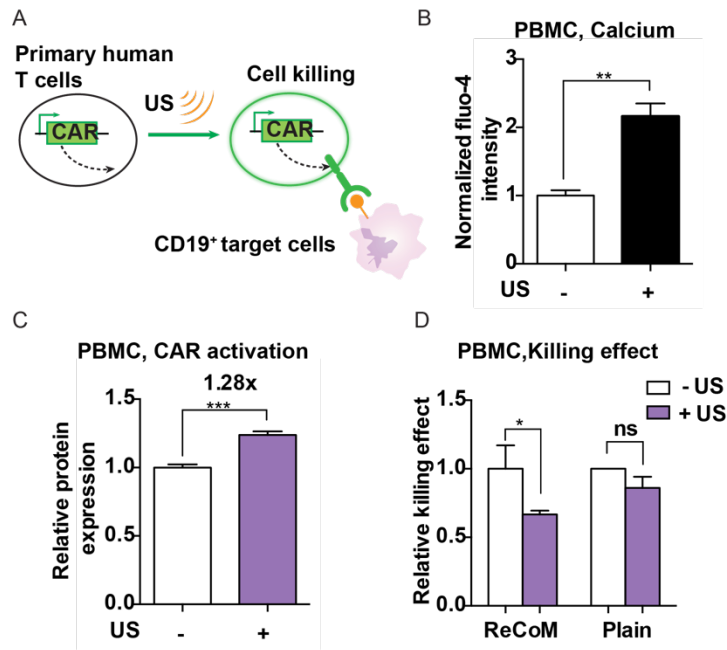 A
Primary human
T cells
US
Cell killing
CAR
CAR
CD19⁺ target cells
B
PBMC, Calcium
Normalized fluo-4
intensity
3
2
1
0
**
US - +
C
PBMC, CAR activation
1.28x
***
Relative protein
expression
1.5
1.0
0.5
0.0
US - +
D
PBMC,Killing effect
- US
+ US
Relative killing effect
1.5
1.0
0.5
0.0
*
ns
ReCoM Plain